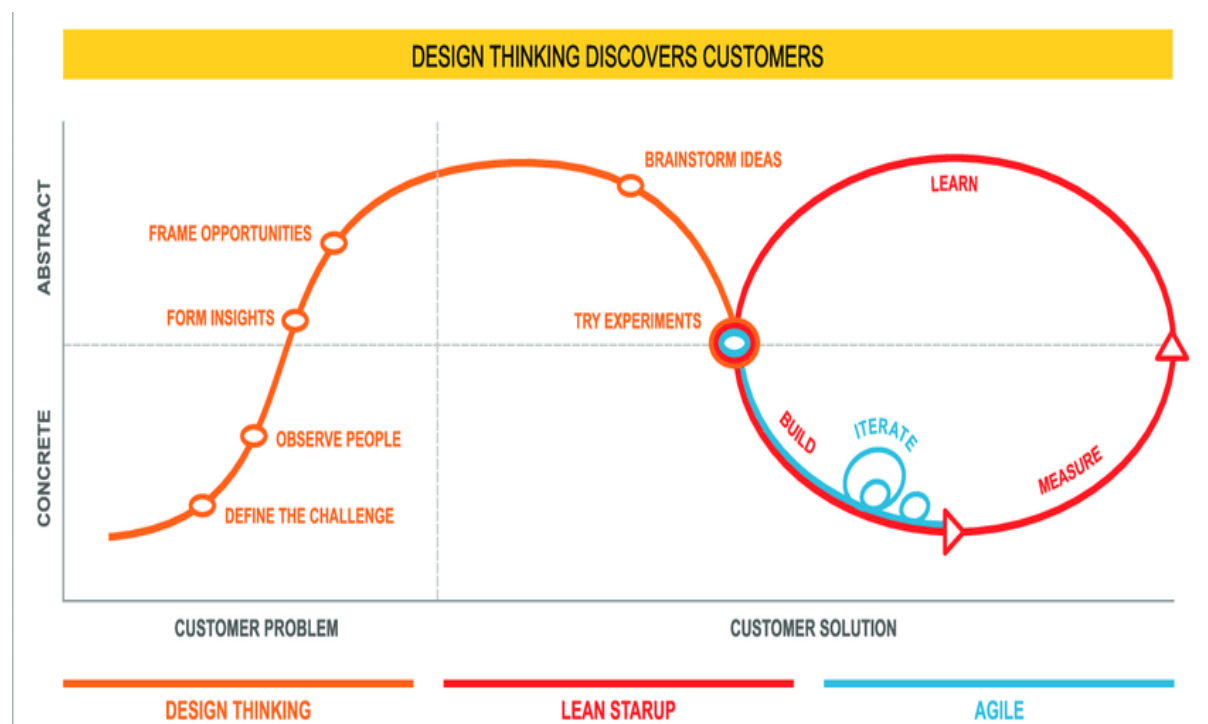 DESIGN THINKING DISCOVERS CUSTOMERS
BRAINSTORM IDEAS
LEARN
FRAME OPPORTUNITIES
FORM INSIGHTS
TRY EXPERIMENTS
ABSTRACT
OBSERVE PEOPLE
DEFINE THE CHALLENGE
CONCRETE
BUILD
ITERATE
MEASURE
CUSTOMER PROBLEM
CUSTOMER SOLUTION
DESIGN THINKING
LEAN STARUP
AGILE